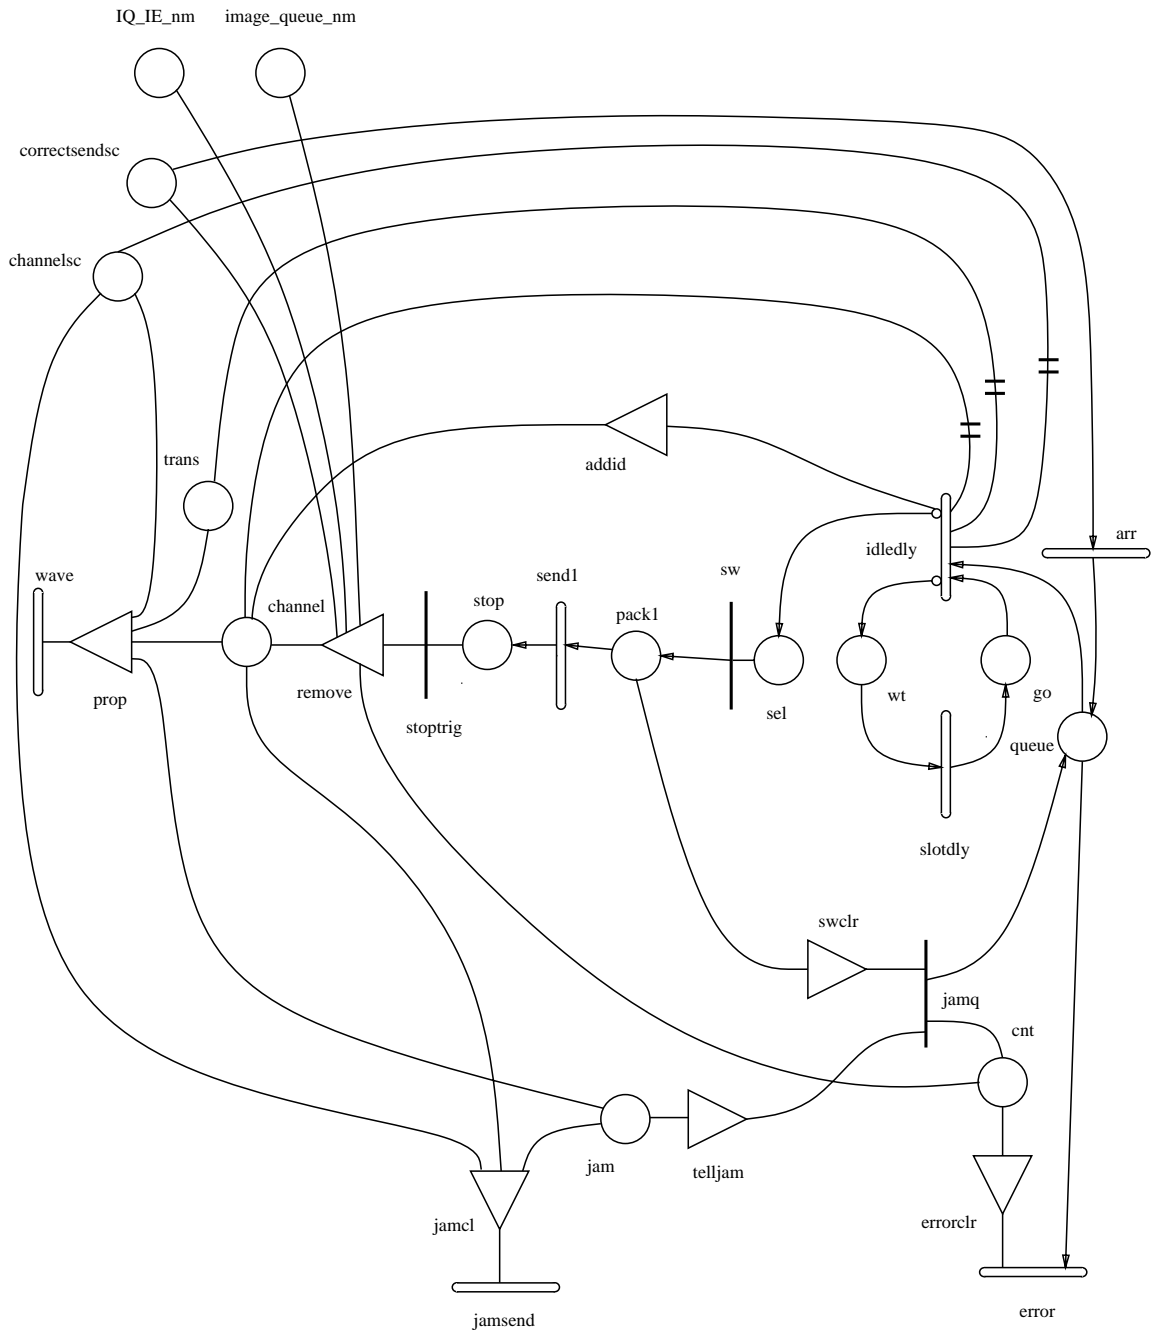 IQ_IE_nm image_queue_nm
correctsendsc
channelsc
trans
addid
idledly
arr
wave
send1
sw
stop
channel
pack1
prop
remove
stoptrig
sel
wt
go
queue
slotdly
swclr
jamq
cnt
jam
telljam
jamcl
errorclr
jamsend
error